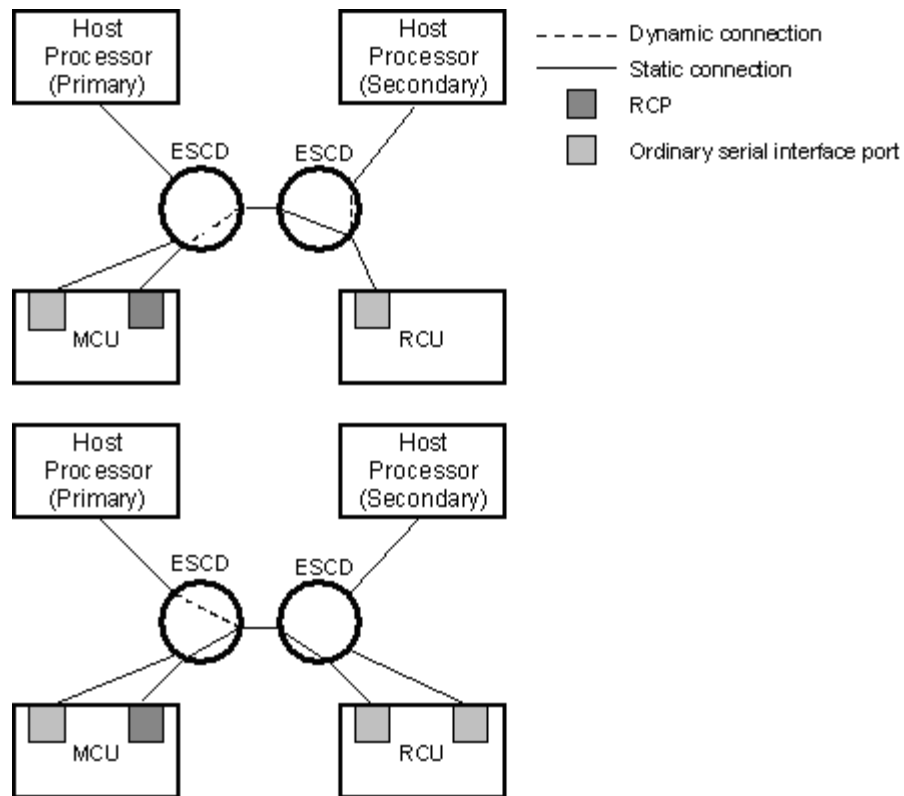 Host
Processor
(Primary)
Host
Processor
(Secondary)
Dynamic connection
Static connection
RCP
Ordinary serial interface port
ESCD
ESCD
MCU
RCU
Host
Processor
(Primary)
Host
Processor
(Secondary)
ESCD
ESCD
MCU
RCU